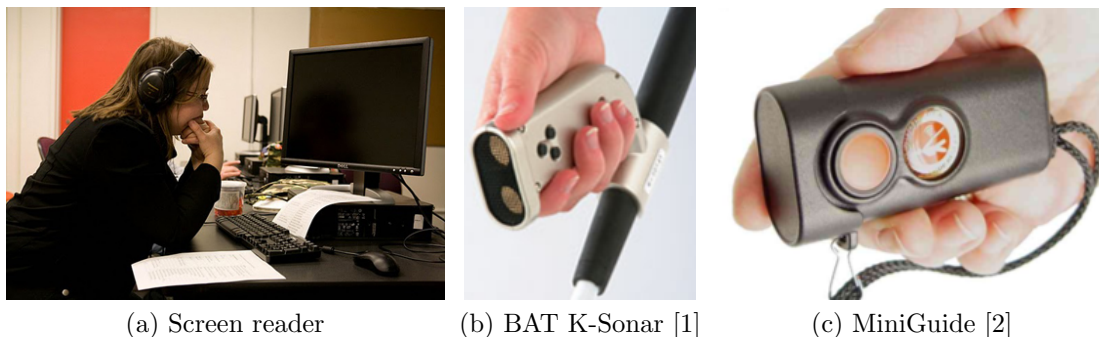 (a) Screen reader
(b) BAT K-Sonar [1]
(c) MiniGuide [2]